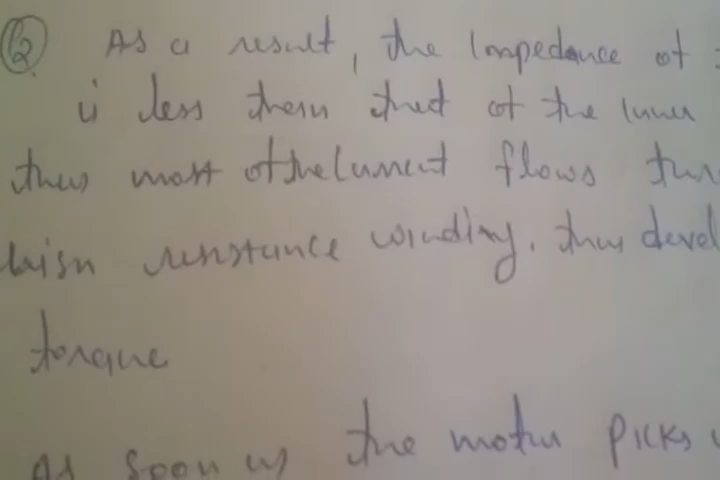 (2) As a result, the Impedance of
is less than that of the inner
thus most of the current flows thr
high resistance winding. thus devel
torque
As soon as the motor picks